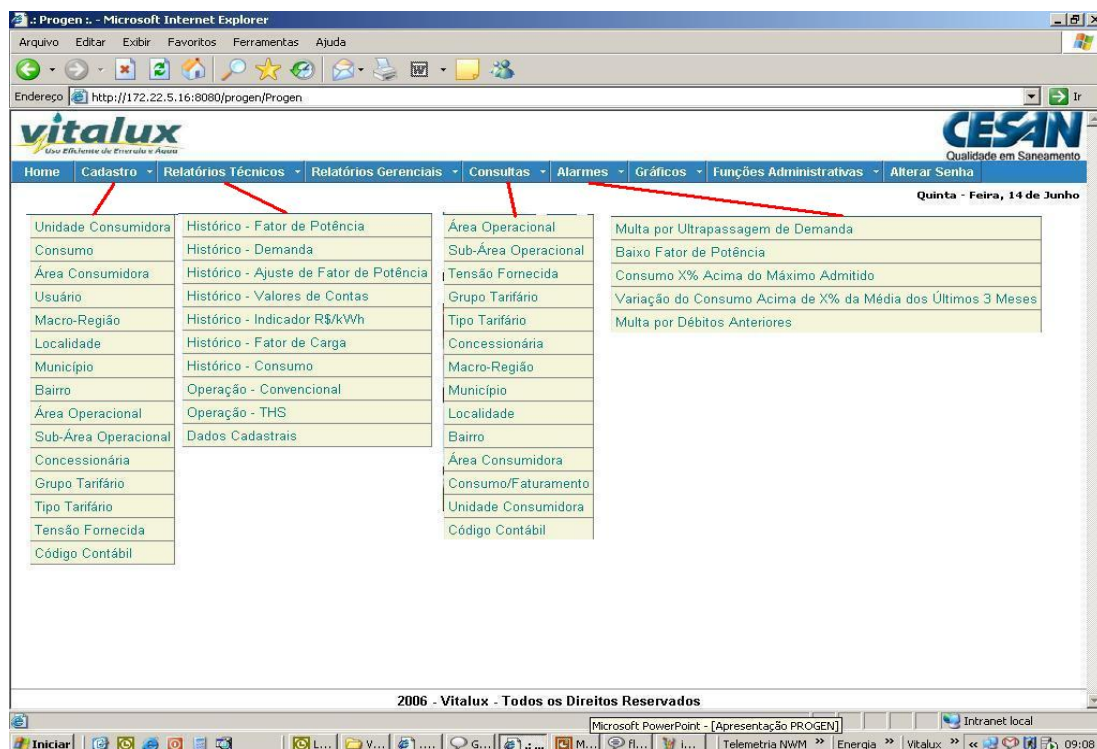 .: Progen :. - Microsoft Internet Explorer
Arquivo Editar Exibir Favoritos Ferramentas Ajuda
Endereço http://172.22.5.16:8080/progen/Progen Ir
vitalux
Uso Eficiente de Energia e Água
CESAN
Qualidade em Saneamento
Home Cadastro Relatórios Técnicos Relatórios Gerenciais Consultas Alarmes Gráficos Funções Administrativas Alterar Senha
Quinta - Feira, 14 de Junho
Unidade Consumidora
Consumo
Área Consumidora
Usuário
Macro-Região
Localidade
Município
Bairro
Área Operacional
Sub-Área Operacional
Concessionária
Grupo Tarifário
Tipo Tarifário
Tensão Fornecida
Código Contábil
Histórico - Fator de Potência
Histórico - Demanda
Histórico - Ajuste de Fator de Potência
Histórico - Valores de Contas
Histórico - Indicador R$/kWh
Histórico - Fator de Carga
Histórico - Consumo
Operação - Convencional
Operação - THS
Dados Cadastrais
Área Operacional
Sub-Área Operacional
Tensão Fornecida
Grupo Tarifário
Tipo Tarifário
Concessionária
Macro-Região
Município
Localidade
Bairro
Área Consumidora
Consumo/Faturamento
Unidade Consumidora
Código Contábil
Multa por Ultrapassagem de Demanda
Baixo Fator de Potência
Consumo X% Acima do Máximo Admitido
Variação do Consumo Acima de X% da Média dos Últimos 3 Meses
Multa por Débitos Anteriores
2006 - Vitalux - Todos os Direitos Reservados
Microsoft PowerPoint - [Apresentação PROGEN]
Intranet local
Iniciar L... V... .... G... .: ... M... fl... i... Telemetria NWM » Energia » Vitalux » « 09:08